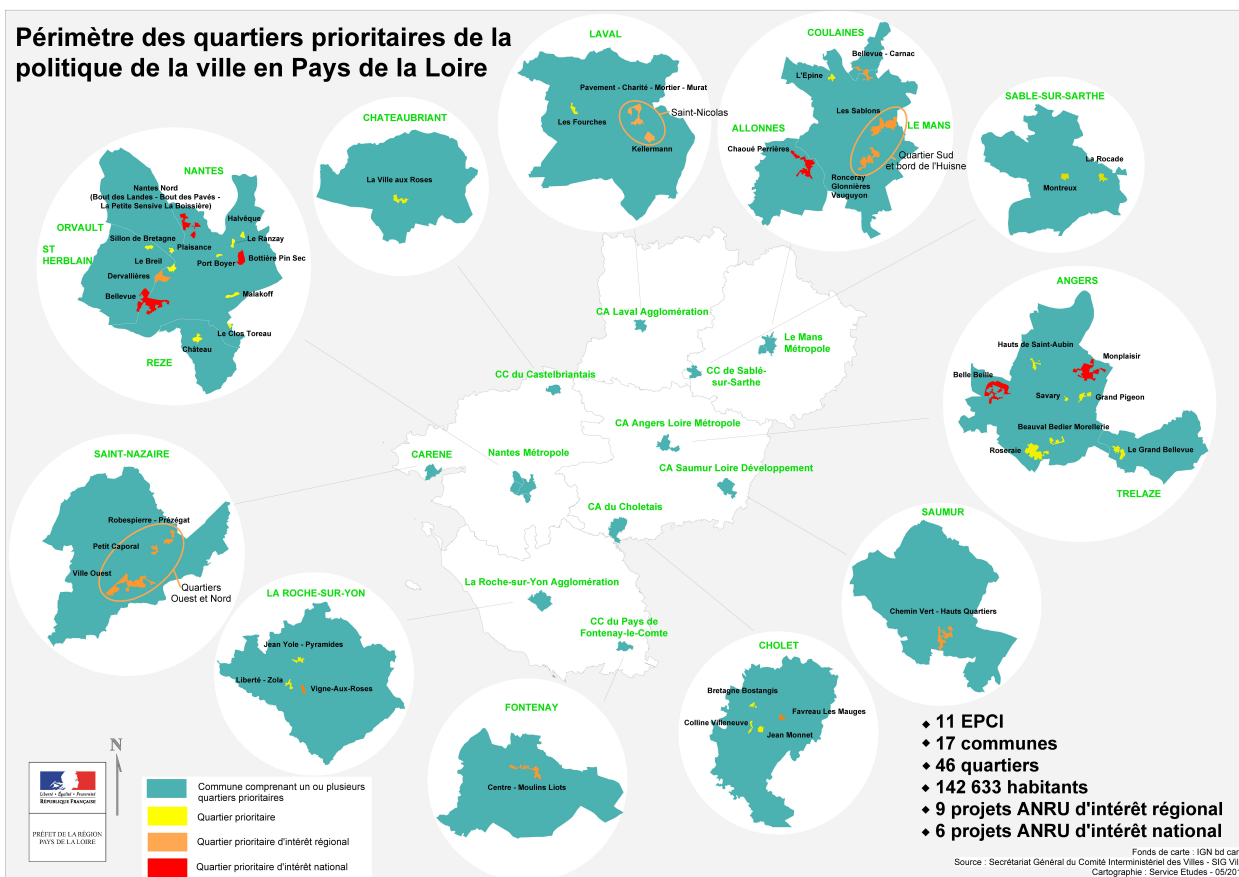 Périmètre des quartiers prioritaires de la
politique de la ville en Pays de la Loire
LAVAL
Pavement - Charité - Mortier - Murat
Les Fourches
Saint-Nicolas
Kellermann
COULAINES
Bellevue - Carnac
L'Epine
Les Sablons
LE MANS
ALLONNES
Chaoué Perrières
Quartier Sud
et bord de l'Huisne
Ronceray
Glonnières
Vauguyon
SABLE-SUR-SARTHE
La Rocade
Montreux
CHATEAUBRIANT
La Ville aux Roses
NANTES
Nantes Nord
(Bout des Landes - Bout des Pavés -
La Petite Sensive La Boissière)
ORVAULT
ST
HERBLAIN
Halvêque
Sillon de Bretagne
Le Ranzay
Plaisance
Le Breil
Port Boyer
Bottière Pin Sec
Dervallières
Bellevue
Malakoff
Le Clos Toreau
Château
REZE
ANGERS
Hauts de Saint-Aubin
Monplaisir
Belle Beille
Savary
Grand Pigeon
Beauval Bedier Morellerie
Roseraie
Le Grand Bellevue
TRELAZE
CA Laval Agglomération
Le Mans
Métropole
CC de Sablé-
sur-Sarthe
CC du Castelbriantais
CA Angers Loire Métropole
CARENE
Nantes Métropole
CA Saumur Loire Développement
CA du Choletais
La Roche-sur-Yon Agglomération
CC du Pays de
Fontenay-le-Comte
SAINT-NAZAIRE
Robespierre - Prézégat
Petit Caporal
Ville Ouest
Quartiers
Ouest et Nord
LA ROCHE-SUR-YON
Jean Yole - Pyramides
Liberté - Zola
Vigne-Aux-Roses
FONTENAY
Centre - Moulins Liots
CHOLET
Bretagne Bostangis
Favreau Les Mauges
Colline Villeneuve
Jean Monnet
SAUMUR
Chemin Vert - Hauts Quartiers
11 EPCI
17 communes
46 quartiers
142 633 habitants
9 projets ANRU d'intérêt régional
6 projets ANRU d'intérêt national
N
Liberté • Égalité • Fraternité
RÉPUBLIQUE FRANÇAISE
PRÉFET DE LA RÉGION
PAYS DE LA LOIRE
Commune comprenant un ou plusieurs
quartiers prioritaires
Quartier prioritaire
Quartier prioritaire d'intérêt régional
Quartier prioritaire d'intérêt national
Fonds de carte : IGN bd
Source : Secrétariat Général du Comité Interministériel des Villes - SIG
Cartographie : Service Etudes -